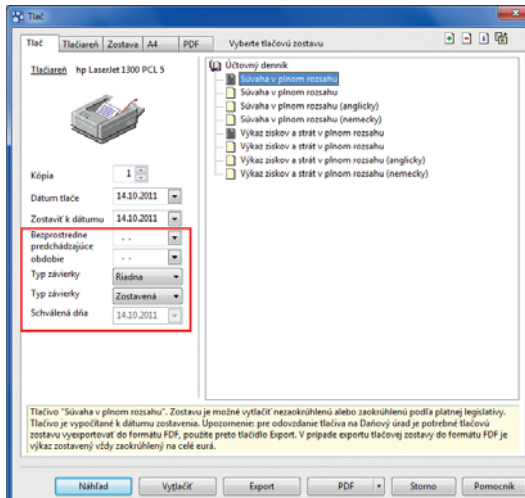 Tlač
Tlač Tlačiareň Zostava A4 PDF Vyberte tlačovú zostavu
Tlačiareň hp LaserJet 1300 PCL 5
Účtovný denník
Súvaha v plnom rozsahu
Súvaha v plnom rozsahu
Súvaha v plnom rozsahu (anglicky)
Súvaha v plnom rozsahu (nemecky)
Výkaz ziskov a strát v plnom rozsahu
Výkaz ziskov a strát v plnom rozsahu
Výkaz ziskov a strát v plnom rozsahu (anglicky)
Výkaz ziskov a strát v plnom rozsahu (nemecky)
Kópia 1
Dátum tlače 14.10.2011
Zostaviť k dátumu 14.10.2011
Bezprostredne
predchádzajúce
obdobie
Typ závierky Riadna
Typ závierky Zostavená
Schválená dňa 14.10.2011
Tlačivo "Súvaha v plnom rozsahu". Zostavu je možné vytlačiť nezaokrúhlenú alebo zaokrúhlenú podľa platnej legislatívy.
Tlačivo je vypočítané k dátumu zostavenia. Upozornenie: pre odovzdanie tlačiva na Daňový úrad je potrebné tlačovú
zostavu vyexportovať do formátu FDF, použite preto tlačidlo Export. V prípade exportu tlačovej zostavy do formátu FDF je
výkaz zostavený vždy zaokrúhlený na celé eurá.
Náhľad Vytlačiť Export PDF Storno Pomocník